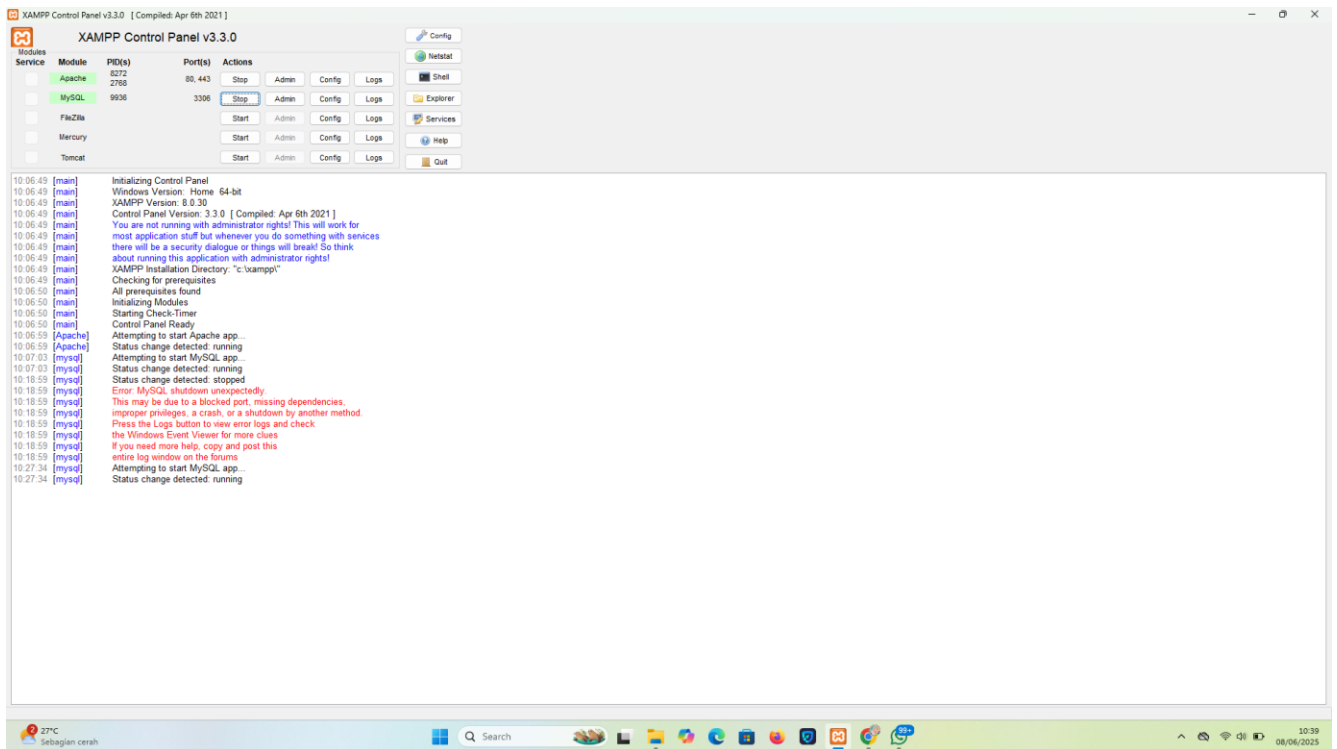 XAMPP Control Panel v3.3.0 [ Compiled: Apr 6th 2021 ]
XAMPP Control Panel v3.3.0
Config
Modules
Service Module PID(s) Port(s) Actions
Netstat
Apache 8272 2768 80, 443 Stop Admin Config Logs
Shell
MySQL 9936 3306 Stop Admin Config Logs
Explorer
FileZilla Start Admin Config Logs
Services
Mercury Start Admin Config Logs
Help
Tomcat Start Admin Config Logs
Quit
10:06:49 [main] Initializing Control Panel
10:06:49 [main] Windows Version: Home 64-bit
10:06:49 [main] XAMPP Version: 8.0.30
10:06:49 [main] Control Panel Version: 3.3.0 [ Compiled: Apr 6th 2021 ]
10:06:49 [main] You are not running with administrator rights! This will work for
10:06:49 [main] most application stuff but whenever you do something with services
10:06:49 [main] there will be a security dialogue or things will break! So think
10:06:49 [main] about running this application with administrator rights!
10:06:49 [main] XAMPP Installation Directory: "c:\xampp\"
10:06:49 [main] Checking for prerequisites
10:06:50 [main] All prerequisites found
10:06:50 [main] Initializing Modules
10:06:50 [main] Starting Check-Timer
10:06:50 [main] Control Panel Ready
10:06:59 [Apache] Attempting to start Apache app...
10:06:59 [Apache] Status change detected: running
10:07:03 [mysql] Attempting to start MySQL app...
10:07:03 [mysql] Status change detected: running
10:18:59 [mysql] Status change detected: stopped
10:18:59 [mysql] Error: MySQL shutdown unexpectedly.
10:18:59 [mysql] This may be due to a blocked port, missing dependencies,
10:18:59 [mysql] improper privileges, a crash, or a shutdown by another method.
10:18:59 [mysql] Press the Logs button to view error logs and check
10:18:59 [mysql] the Windows Event Viewer for more clues
10:18:59 [mysql] If you need more help, copy and post this
10:18:59 [mysql] entire log window on the forums
10:27:34 [mysql] Attempting to start MySQL app...
10:27:34 [mysql] Status change detected: running
2
27°C
Sebagian cerah
Search
99+
10:39
08/06/2025